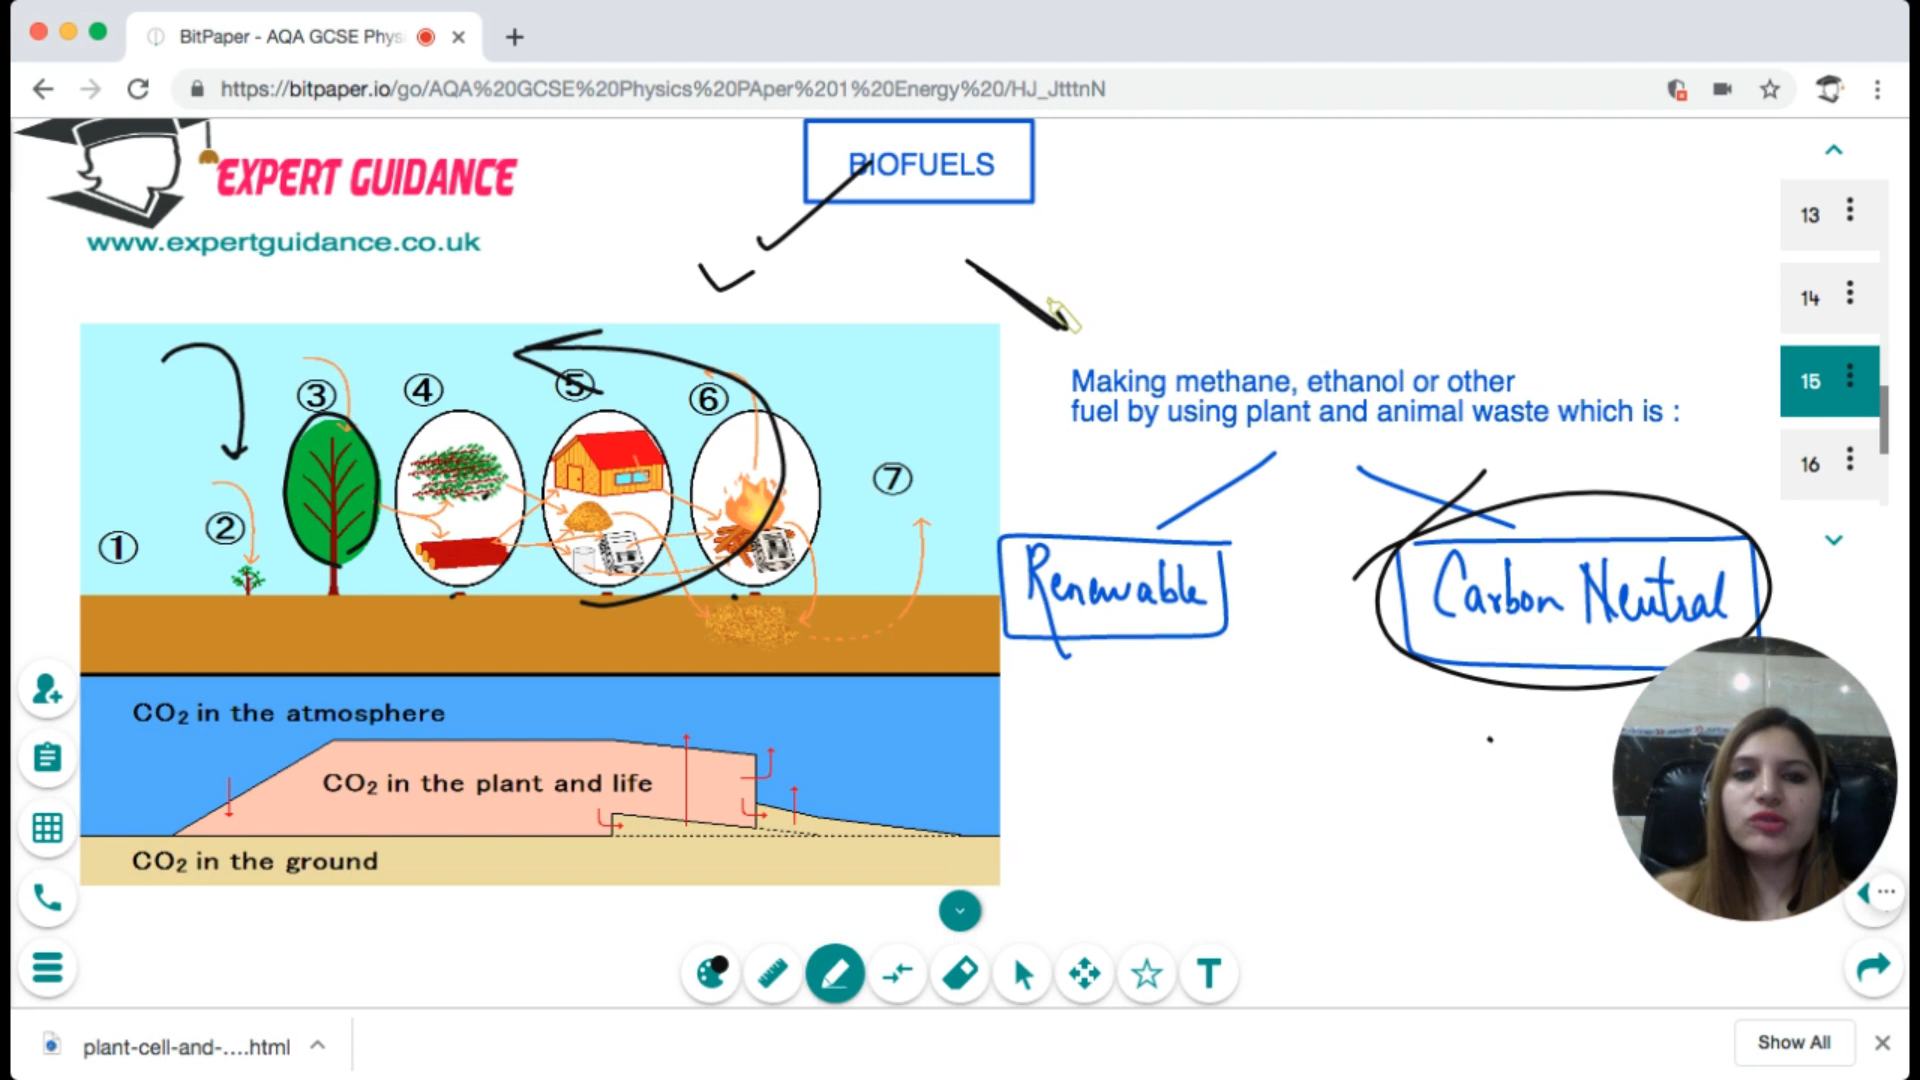 BitPaper - AQA GCSE Phys
https://bitpaper.io/go/AQA%20GCSE%20Physics%20PAper%201%20Energy%20/HJ_JtttnN
EXPERT GUIDANCE
www.expertguidance.co.uk
BIOFUELS
13
14
15
16
Making methane, ethanol or other
fuel by using plant and animal waste which is :
Renewable
Carbon Neutral
①
②
③
④
⑤
⑥
⑦
CO₂ in the atmosphere
CO₂ in the plant and life
CO₂ in the ground
T
plant-cell-and-....html
Show All